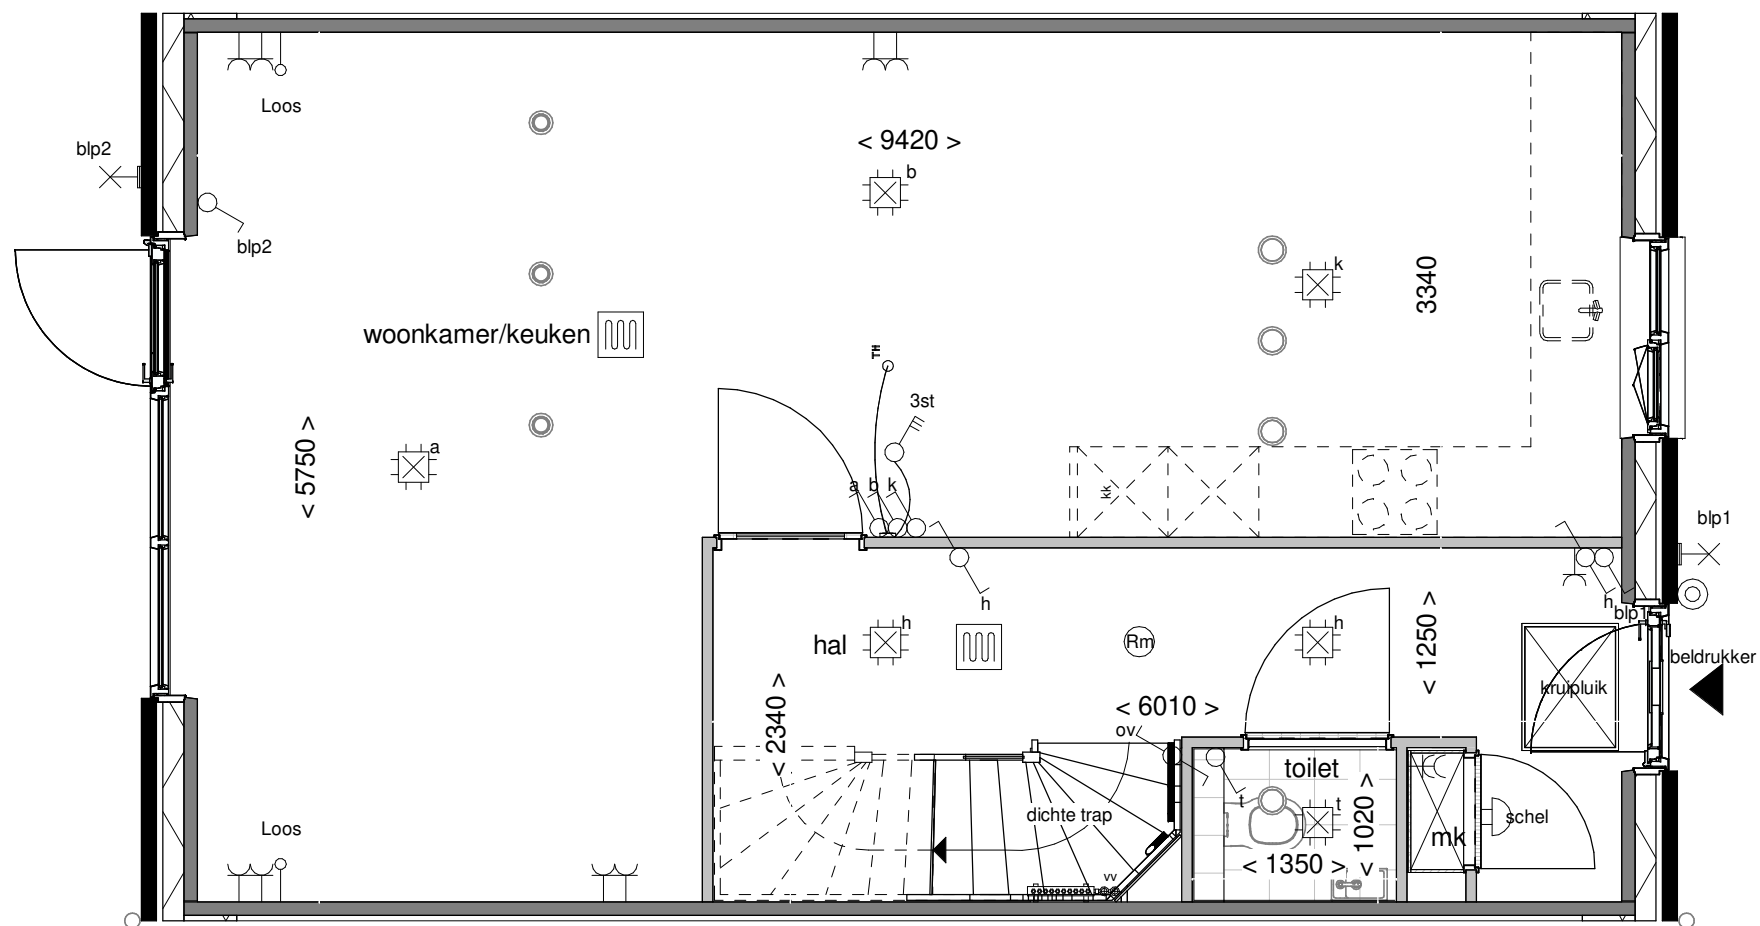 Loos
< 9420 >
blp2
b
blp2
k
3340
woonkamer/keuken
TH
3st
a
< 5750 >
a
b
k
kk
blp1
h
h
blp1
hal
h
Rm
h
< 1250 >
beldrukker
kruipluik
< 2340 >
< 6010 >
ov
toilet
t
t
< 1020 >
dichte trap
schel
Loos
mk
< 1350 >
vv